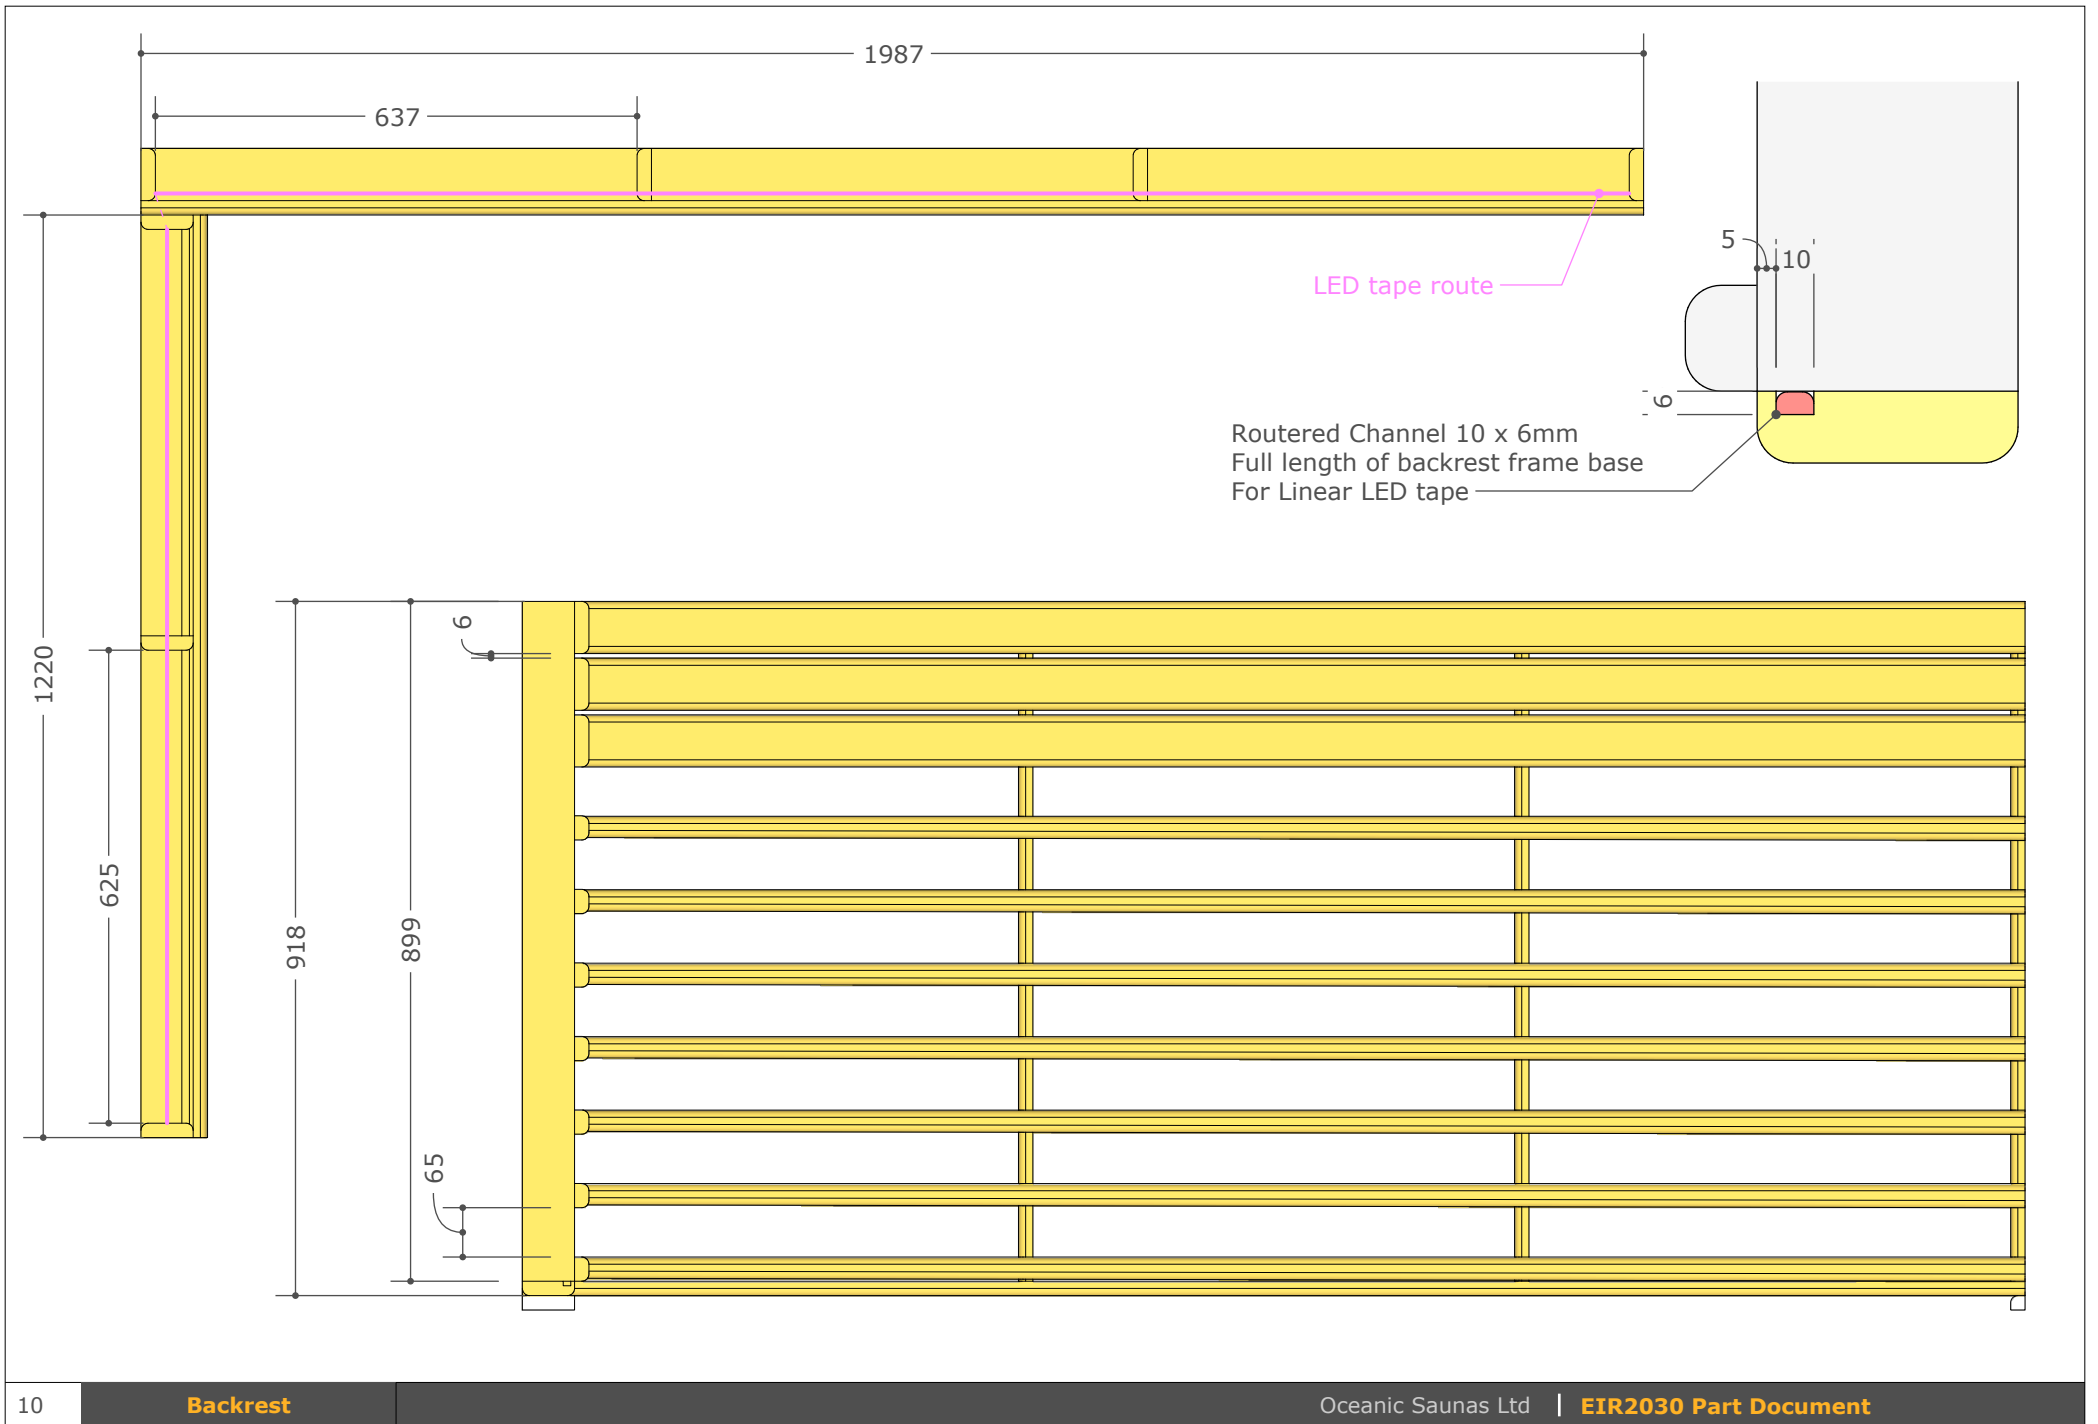 1987
637
5
10
LED tape route
6
Routered Channel 10 x 6mm
Full length of backrest frame base
For Linear LED tape
6
1220
625
918
899
65
10
Backrest
Oceanic Saunas Ltd | EIR2030 Part Document